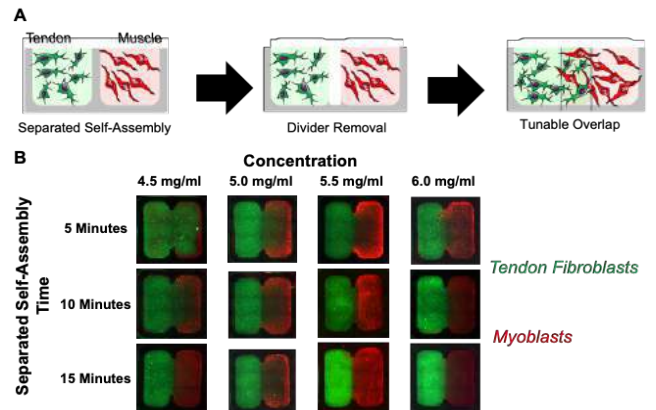 A
Tendon Muscle
Separated Self-Assembly
Divider Removal
Tunable Overlap
B
Concentration
4.5 mg/ml 5.0 mg/ml 5.5 mg/ml 6.0 mg/ml
Separated Self-Assembly
Time
5 Minutes
10 Minutes
15 Minutes
Tendon Fibroblasts
Myoblasts